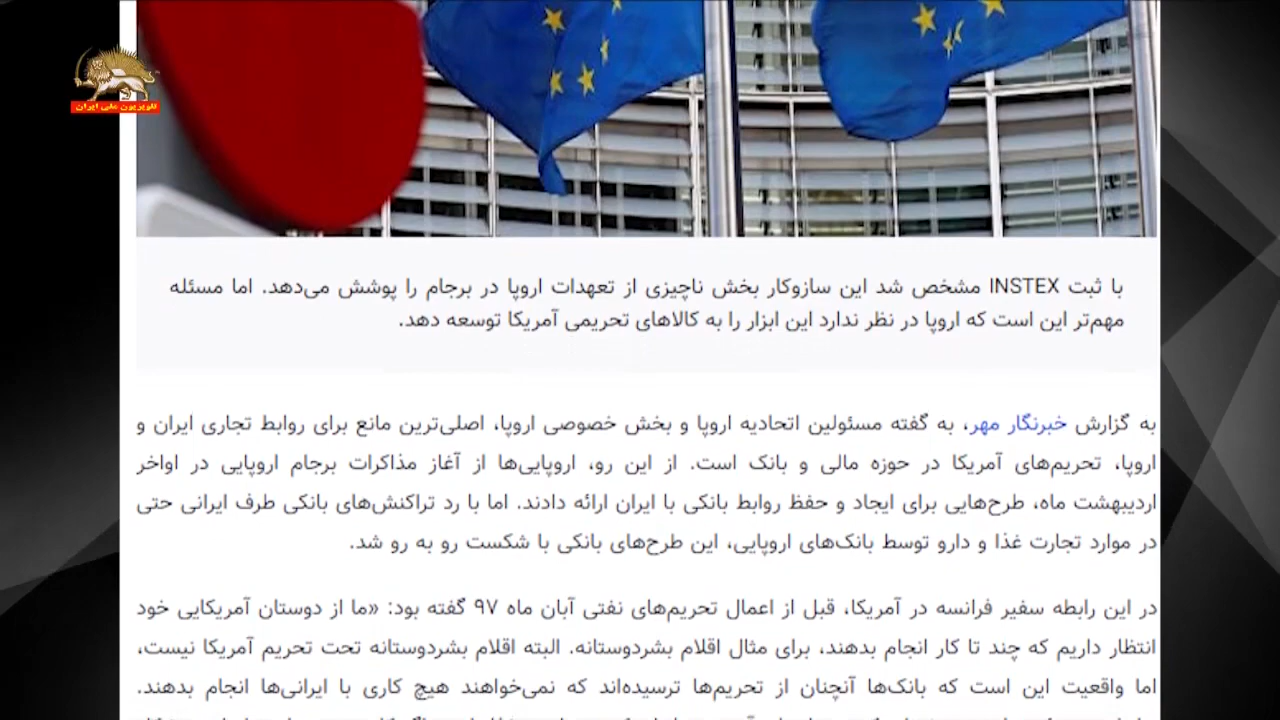 تلویزیون ملی ایران
با ثبت INSTEX مشخص شد این سازوکار بخش ناچیزی از تعهدات اروپا در برجام را پوشش می‌دهد. اما مسئله
مهم‌تر این است که اروپا در نظر ندارد این ابزار را به کالاهای تحریمی آمریکا توسعه دهد.
به گزارش خبرنگار مهر، به گفته مسئولین اتحادیه اروپا و بخش خصوصی اروپا، اصلی‌ترین مانع برای روابط تجاری ایران و
اروپا، تحریم‌های آمریکا در حوزه مالی و بانک است. از این رو، اروپایی‌ها از آغاز مذاکرات برجام اروپایی در اواخر
اردیبهشت ماه، طرح‌هایی برای ایجاد و حفظ روابط بانکی با ایران ارائه دادند. اما با رد تراکنش‌های بانکی طرف ایرانی حتی
در موارد تجارت غذا و دارو توسط بانک‌های اروپایی، این طرح‌های بانکی با شکست رو به رو شد.
در این رابطه سفیر فرانسه در آمریکا، قبل از اعمال تحریم‌های نفتی آبان ماه ۹۷ گفته بود: «ما از دوستان آمریکایی خود
انتظار داریم که چند تا کار انجام بدهند، برای مثال اقلام بشردوستانه. البته اقلام بشردوستانه تحت تحریم آمریکا نیست،
اما واقعیت این است که بانک‌ها آنچنان از تحریم‌ها ترسیده‌اند که نمی‌خواهند هیچ کاری با ایرانی‌ها انجام بدهند.